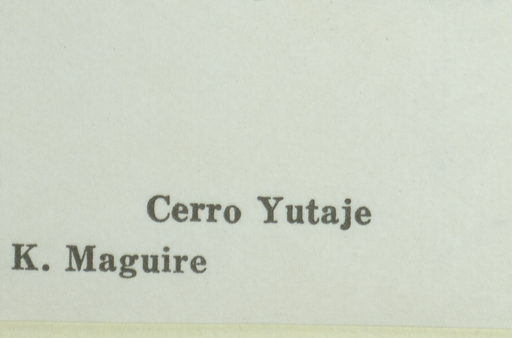 Cerro Yutaje
K. Maguire